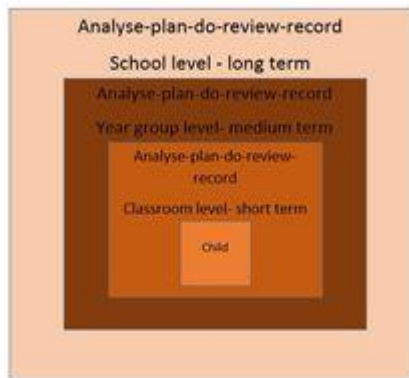 Analyse-plan-do-review-record
School level - long term
Analyse-plan-do-review-record
Year group level- medium term
Analyse-plan-do-review-
record
Classroom level- short term
Child